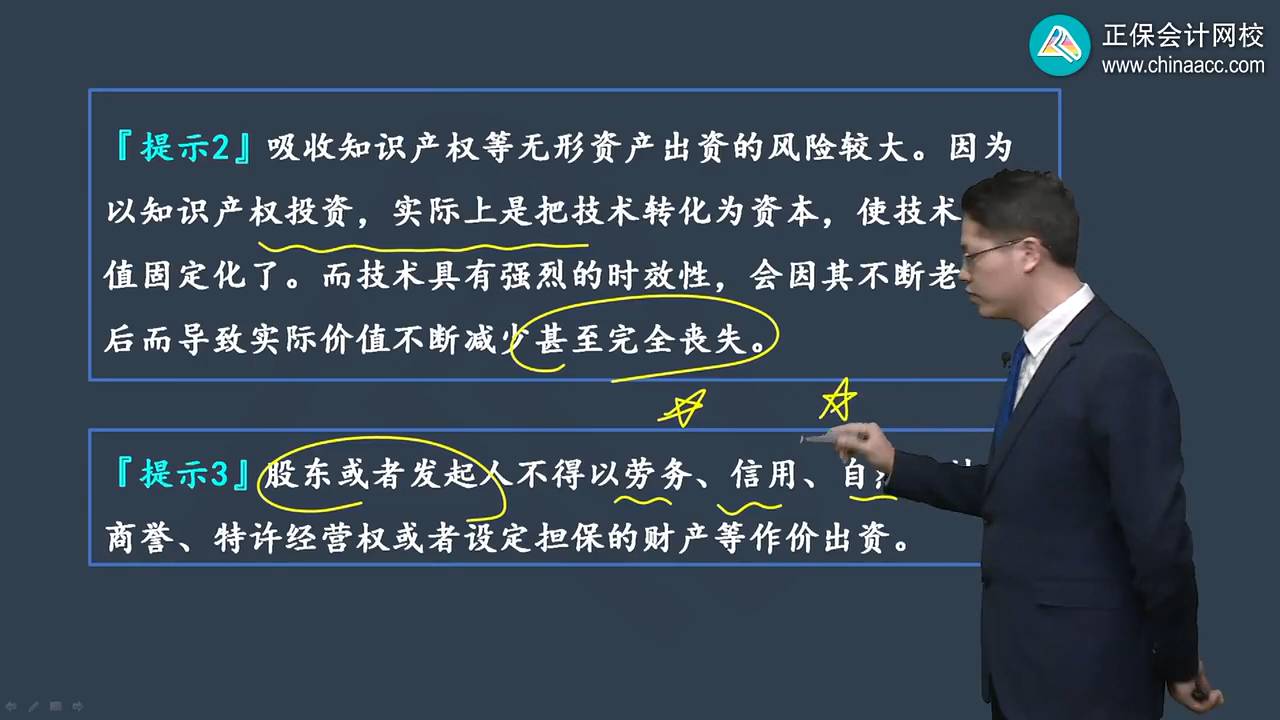 正保会计网校
www.chinaacc.com
『提示2』吸收知识产权等无形资产出资的风险较大。因为
以知识产权投资，实际上是把技术转化为资本，使技术
值固定化了。而技术具有强烈的时效性，会因其不断老
后而导致实际价值不断减少甚至完全丧失。
『提示3』股东或者发起人不得以劳务、信用、自
商誉、特许经营权或者设定担保的财产等作价出资。